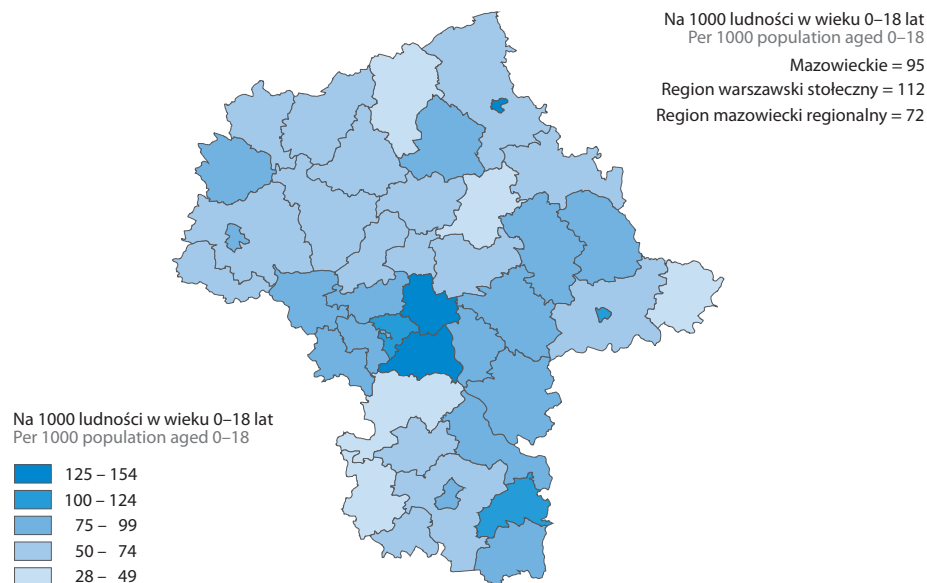 Na 1000 ludności w wieku 0–18 lat
Per 1000 population aged 0–18
Mazowieckie = 95
Region warszawski stołeczny = 112
Region mazowiecki regionalny = 72
Na 1000 ludności w wieku 0–18 lat
Per 1000 population aged 0–18
125 – 154
100 – 124
75 – 99
50 – 74
28 – 49